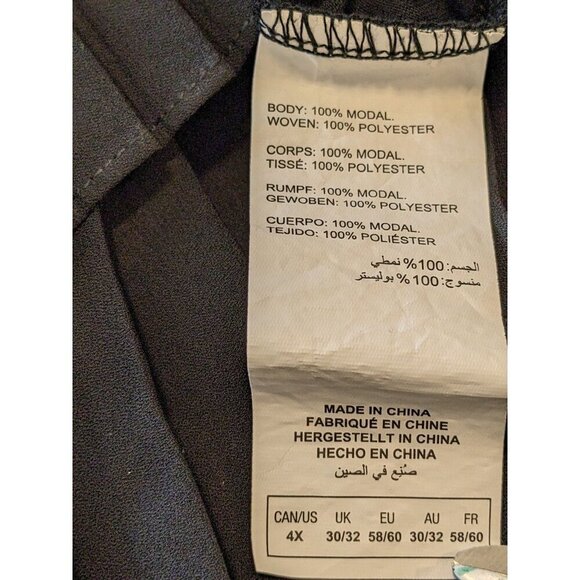 BODY: 100% MODAL.
WOVEN: 100% POLYESTER
CORPS: 100% MODAL.
TISSÉ: 100% POLYESTER
RUMPF: 100% MODAL.
GEWOBEN: 100% POLYESTER
CUERPO: 100% MODAL.
TEJIDO: 100% POLIÉSTER
الجسم: 100% نمطي
منسوج: 100% بوليستر
MADE IN CHINA
FABRIQUÉ EN CHINE
HERGESTELLT IN CHINA
HECHO EN CHINA
صُنِع في الصين
CAN/US UK EU AU FR
4X 30/32 58/60 30/32 58/60